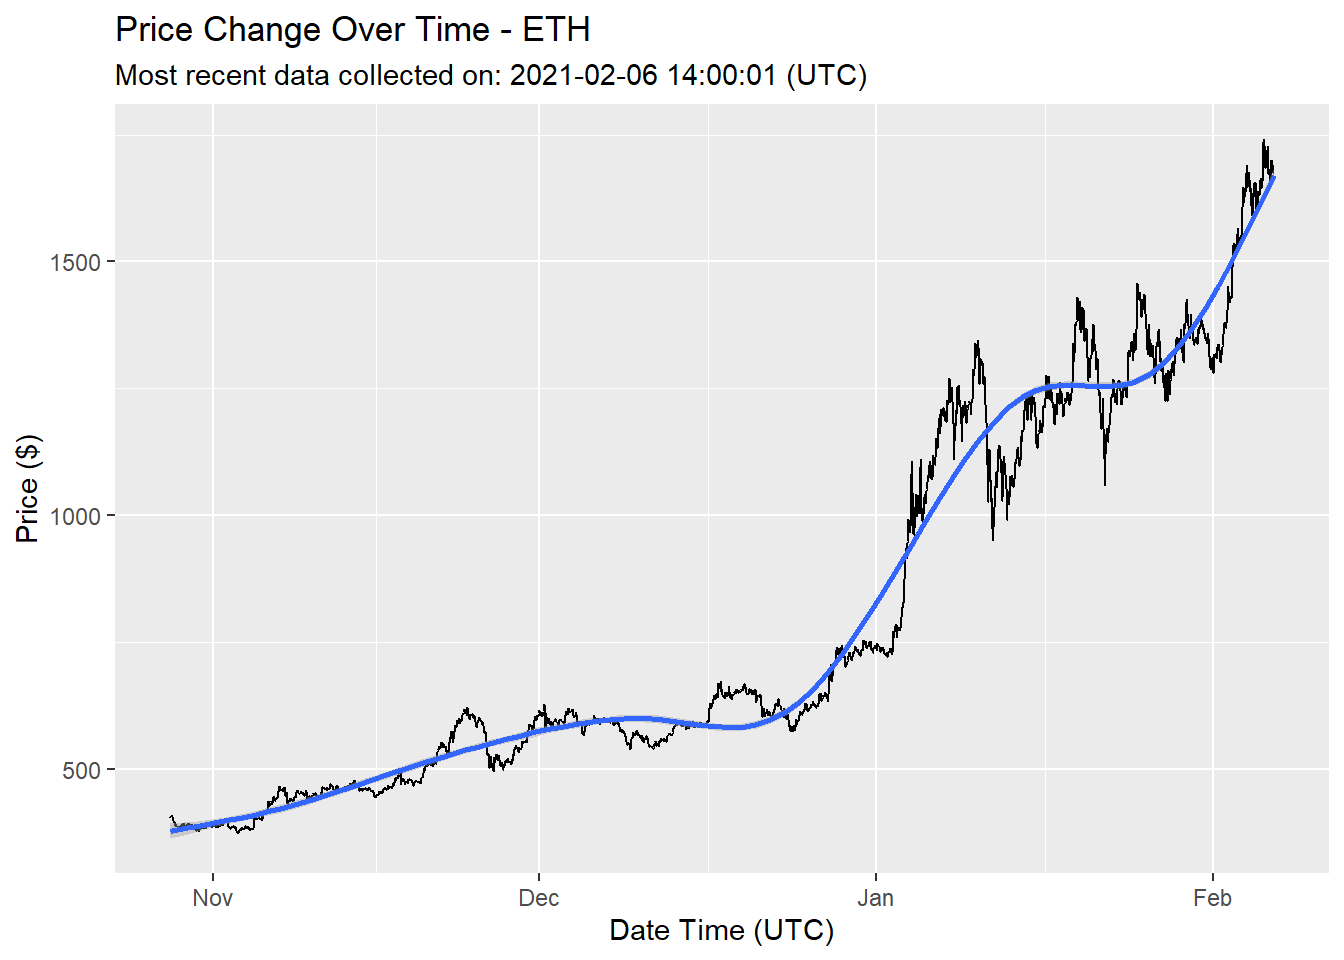 Price Change Over Time - ETH
Most recent data collected on: 2021-02-06 14:00:01 (UTC)
Price ($)
1500
1000
500
Nov Dec Jan Feb
Date Time (UTC)